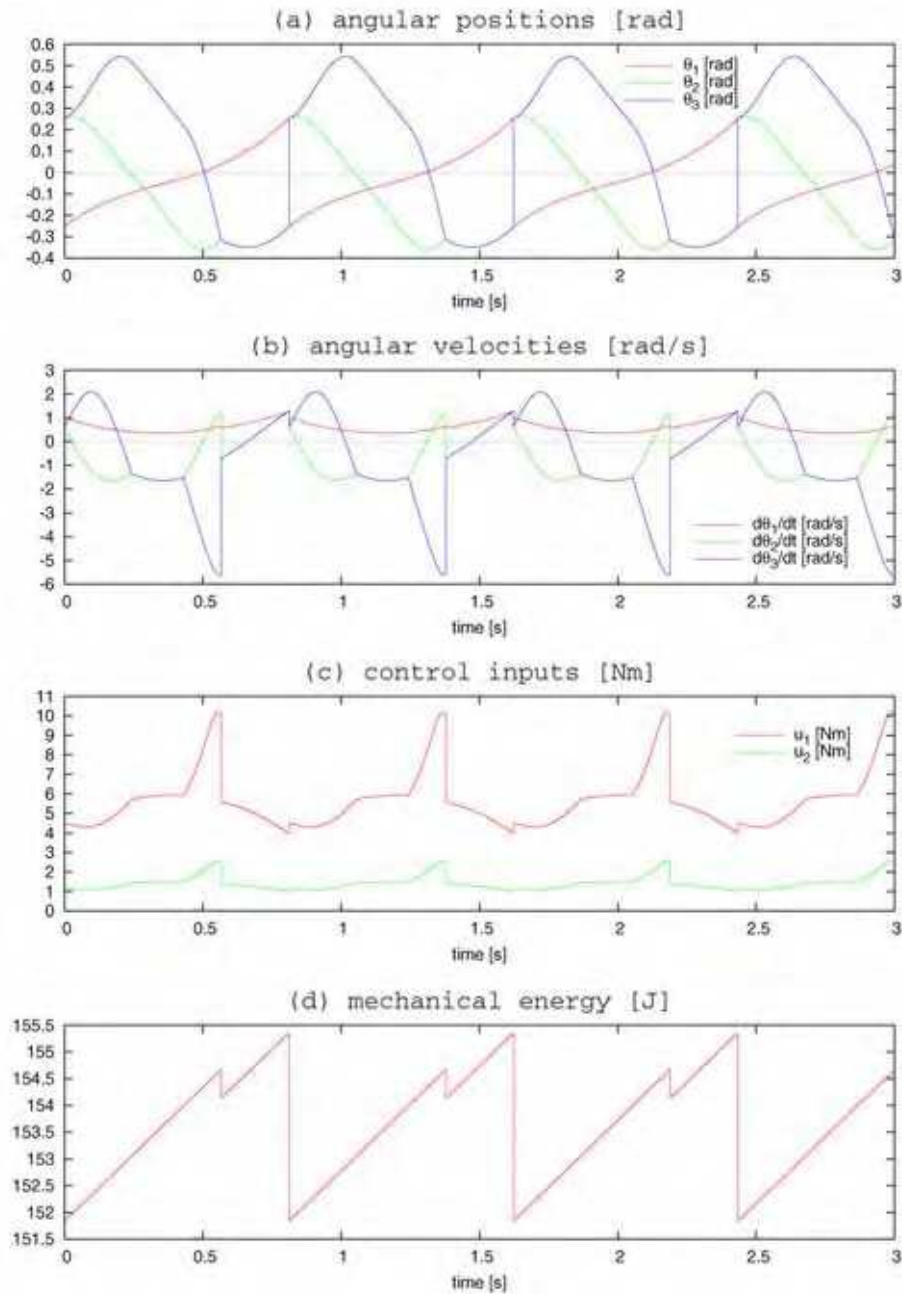 (a) angular positions [rad]
0.6
0.5
0.4
0.3
0.2
0.1
0
-0.1
-0.2
-0.3
-0.4
θ1 [rad]
θ2 [rad]
θ3 [rad]
0 0.5 1 1.5 2 2.5 3
time [s]
(b) angular velocities [rad/s]
3
2
1
0
-1
-2
-3
-4
-5
-6
dθ1/dt [rad/s]
dθ2/dt [rad/s]
dθ3/dt [rad/s]
0 0.5 1 1.5 2 2.5 3
time [s]
(c) control inputs [Nm]
11
10
9
8
7
6
5
4
3
2
1
0
u1 [Nm]
u2 [Nm]
0 0.5 1 1.5 2 2.5 3
time [s]
(d) mechanical energy [J]
155.5
155
154.5
154
153.5
153
152.5
152
151.5
0 0.5 1 1.5 2 2.5 3
time [s]